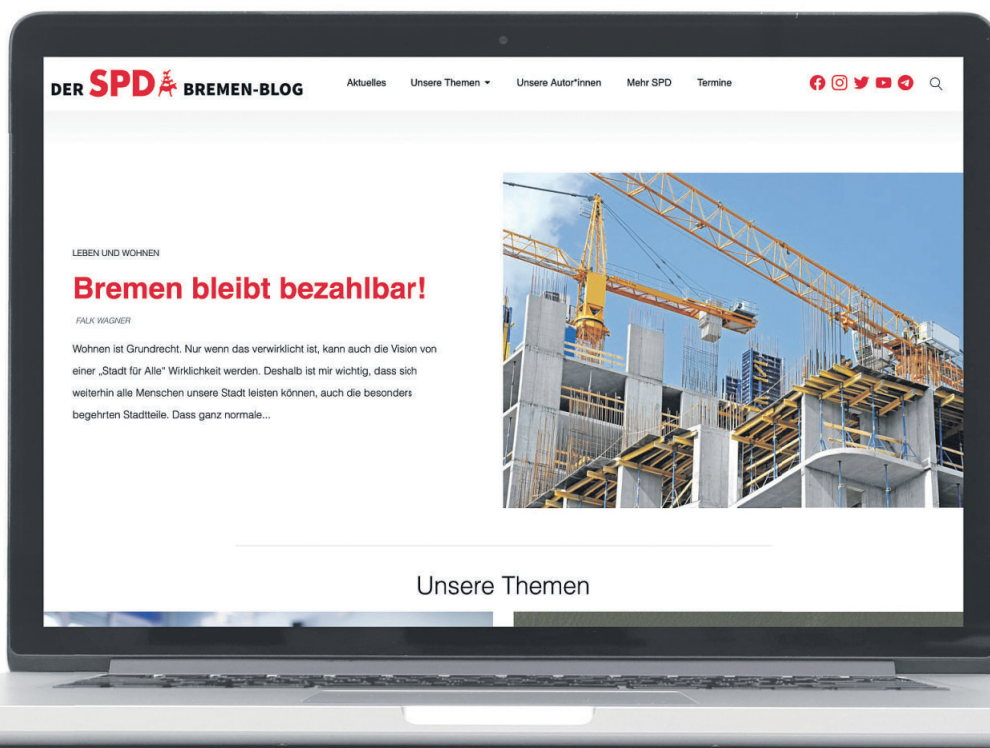 DER SPD BREMEN-BLOG
Aktuelles Unsere Themen Unsere Autor*innen Mehr SPD Termine
LEBEN UND WOHNEN
Bremen bleibt bezahlbar!
FALK WAGNER
Wohnen ist Grundrecht. Nur wenn das verwirklicht ist, kann auch die Vision von
einer „Stadt für Alle" Wirklichkeit werden. Deshalb ist mir wichtig, dass sich
weiterhin alle Menschen unsere Stadt leisten können, auch die besonders
begehrten Stadtteile. Dass ganz normale...
Unsere Themen